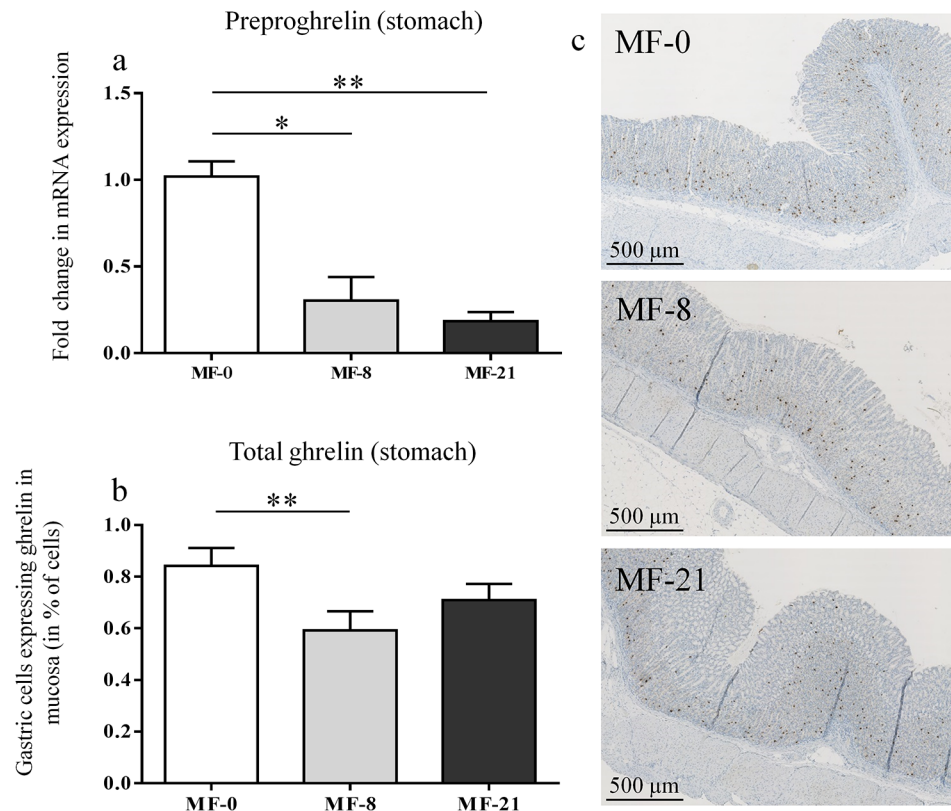 Preproghrelin (stomach)
a
Fold change in mRNA expression
**
*
1.5
1.0
0.5
0.0
MF-0 MF-8 MF-21
Total ghrelin (stomach)
b
Gastric cells expressing ghrelin in
mucosa (in % of cells)
**
1.0
0.8
0.6
0.4
0.2
0.0
MF-0 MF-8 MF-21
c
MF-0
500 µm
MF-8
500 µm
MF-21
500 µm